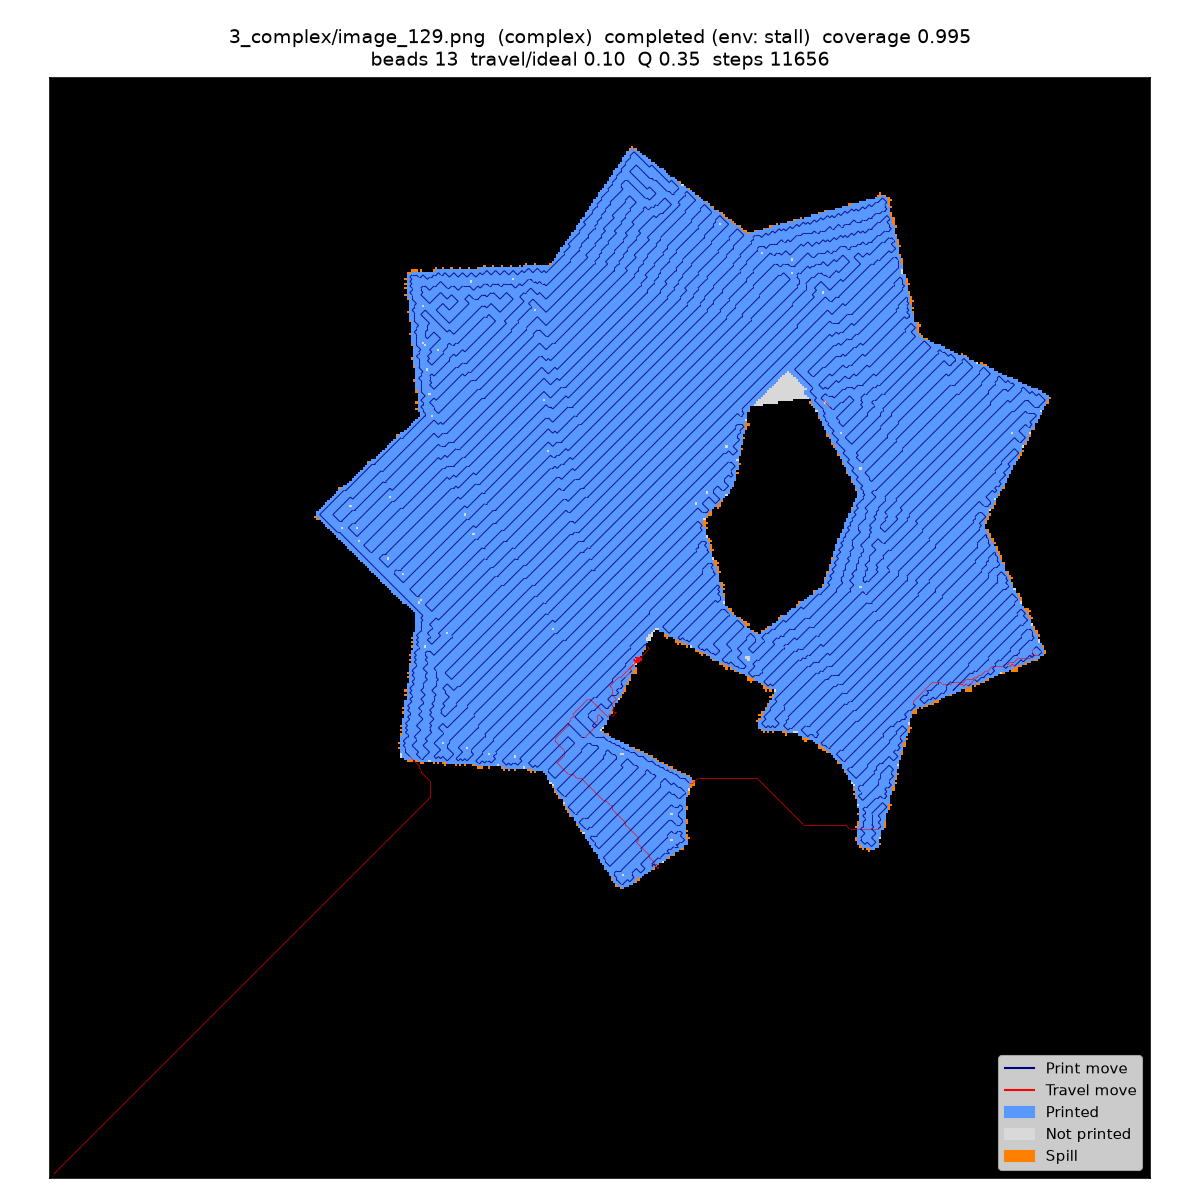 3_complex/image_129.png  (complex)  completed (env: stall)  coverage 0.995
beads 13  travel/ideal 0.10  Q 0.35  steps 11656
Print move
Travel move
Printed
Not printed
Spill